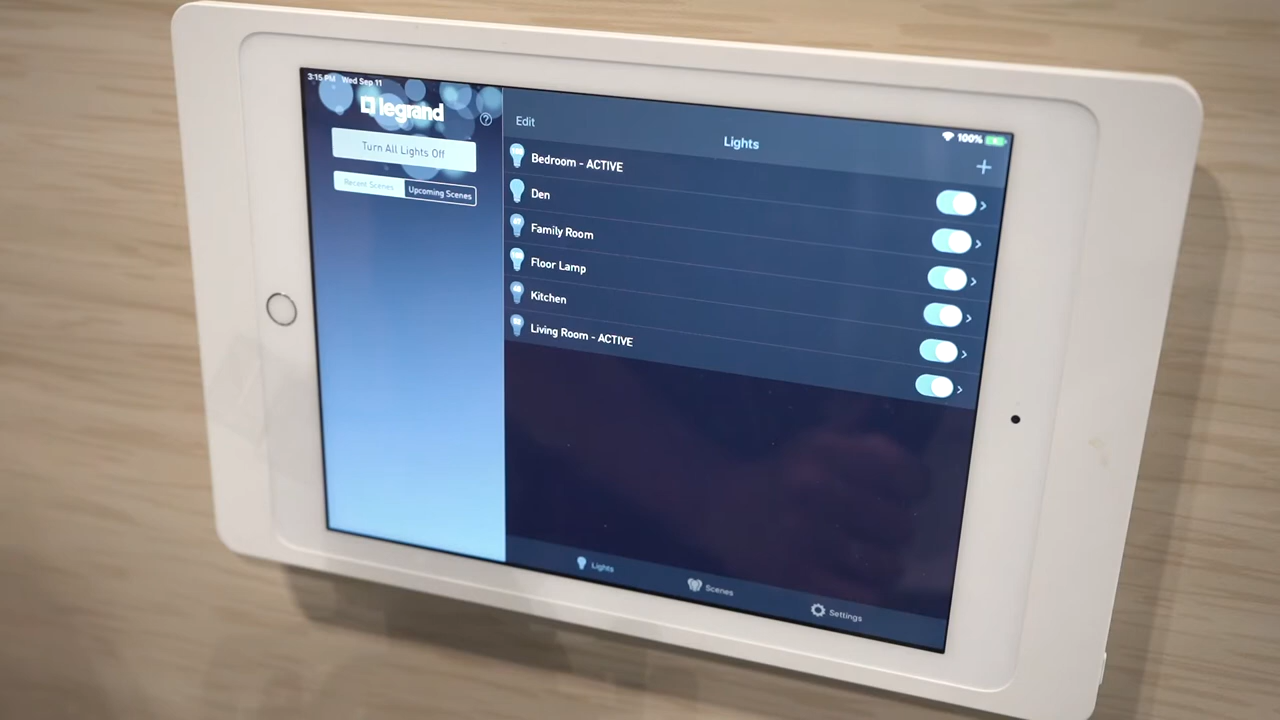 3:15 PM Wed Sep 11
100%
legrand
?
Turn All Lights Off
Recent Scenes
Upcoming Scenes
Edit
Lights
+
Bedroom - ACTIVE
Den
Family Room
Floor Lamp
Kitchen
Living Room - ACTIVE
Lights
Scenes
Settings